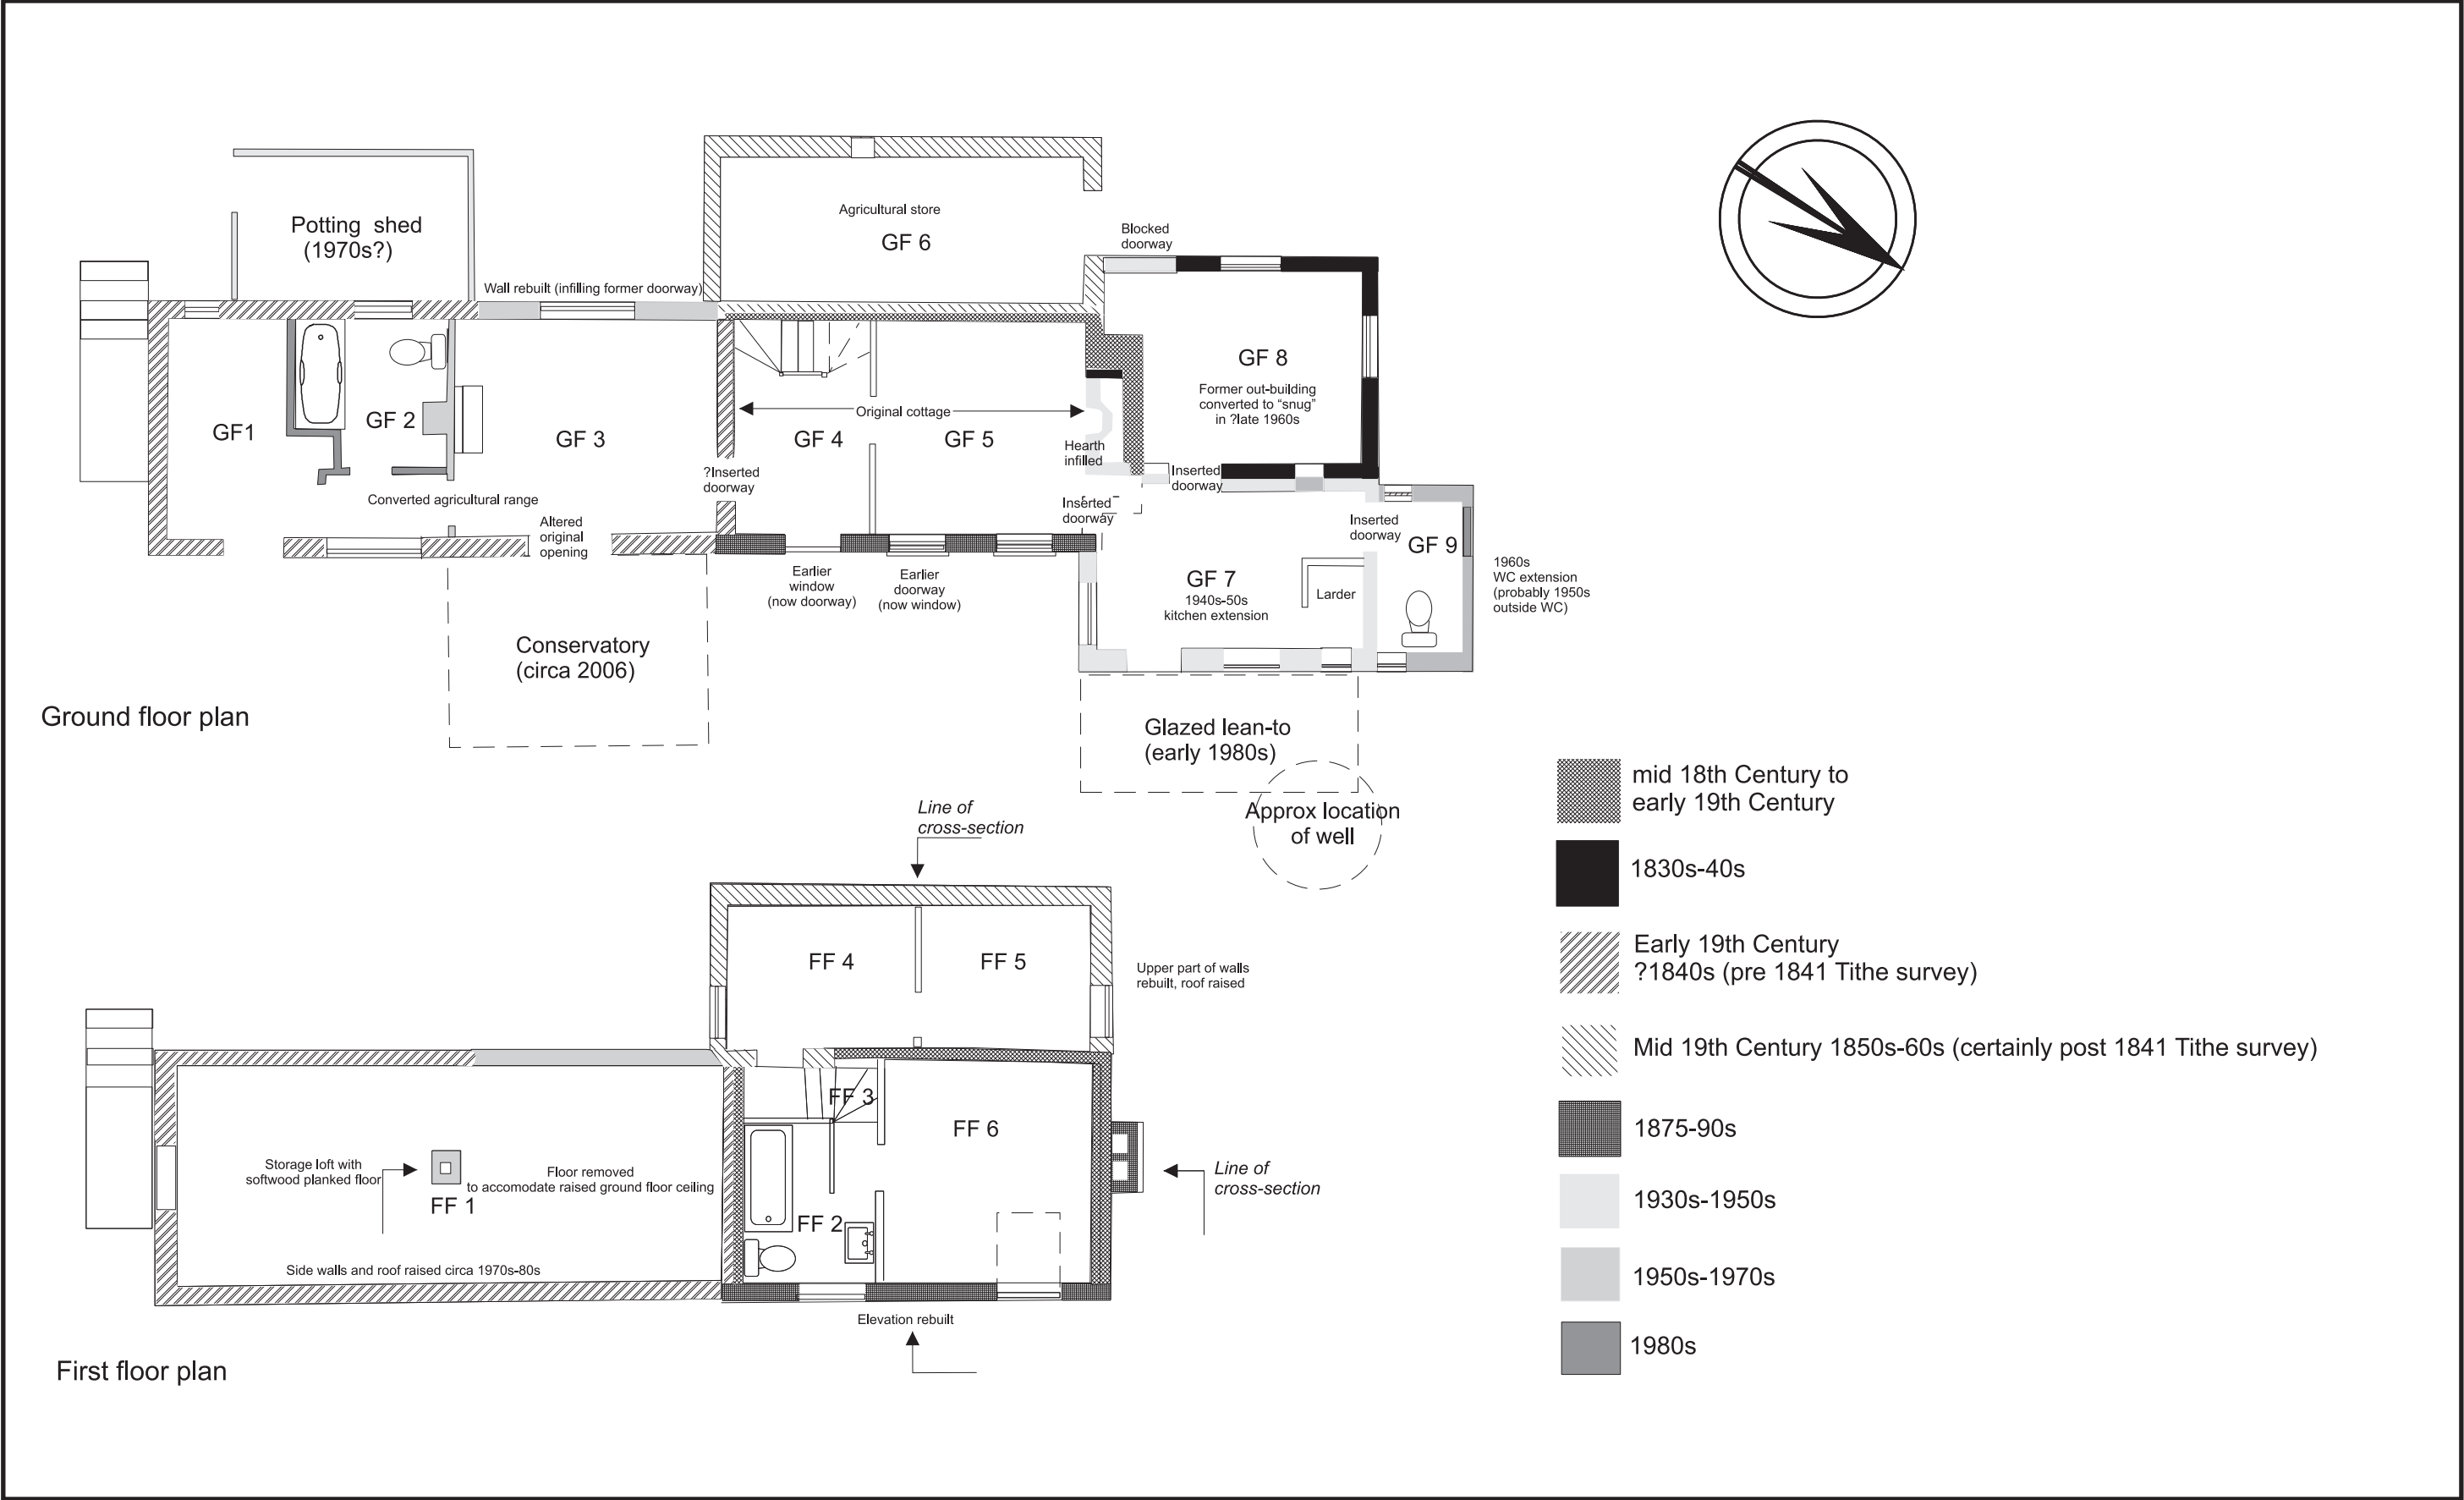 Potting shed
(1970s?)
Agricultural store
GF 6
Blocked
doorway
Wall rebuilt (infilling former doorway)
GF 8
Former out-building
converted to “snug”
in ?late 1960s
GF1
GF 2
GF 3
Original cottage
GF 4
GF 5
Hearth
infilled
?Inserted
doorway
Inserted
doorway
Converted agricultural range
Altered
original
opening
Inserted
doorway
Inserted
doorway
GF 9
Earlier
window
(now doorway)
Earlier
doorway
(now window)
GF 7
1940s-50s
kitchen extension
Larder
1960s
WC extension
(probably 1950s
outside WC)
Conservatory
(circa 2006)
Ground floor plan
Glazed lean-to
(early 1980s)
Approx location
of well
Line of
cross-section
FF 4
FF 5
Upper part of walls
rebuilt, roof raised
FF 3
FF 6
Storage loft with
softwood planked floor
Floor removed
to accomodate raised ground floor ceiling
FF 1
FF 2
Line of
cross-section
Side walls and roof raised circa 1970s-80s
Elevation rebuilt
First floor plan
mid 18th Century to
early 19th Century
1830s-40s
Early 19th Century
?1840s (pre 1841 Tithe survey)
Mid 19th Century 1850s-60s (certainly post 1841 Tithe survey)
1875-90s
1930s-1950s
1950s-1970s
1980s